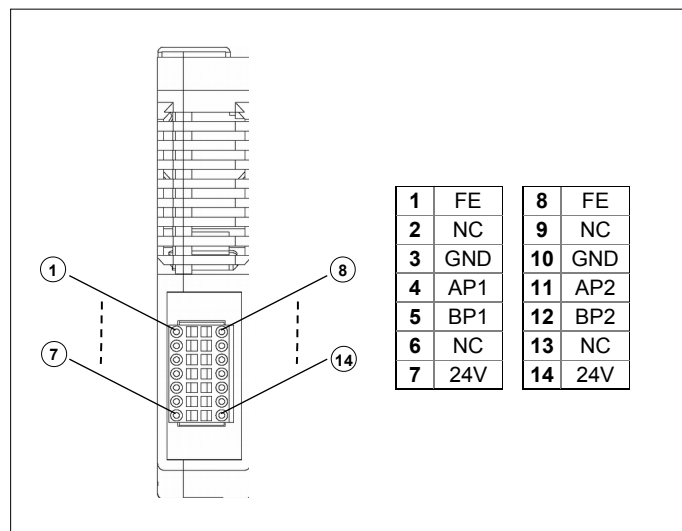 1 FE 8 FE
2 NC 9 NC
3 GND 10 GND
4 AP1 11 AP2
5 BP1 12 BP2
6 NC 13 NC
7 24V 14 24V
1 8
7 14